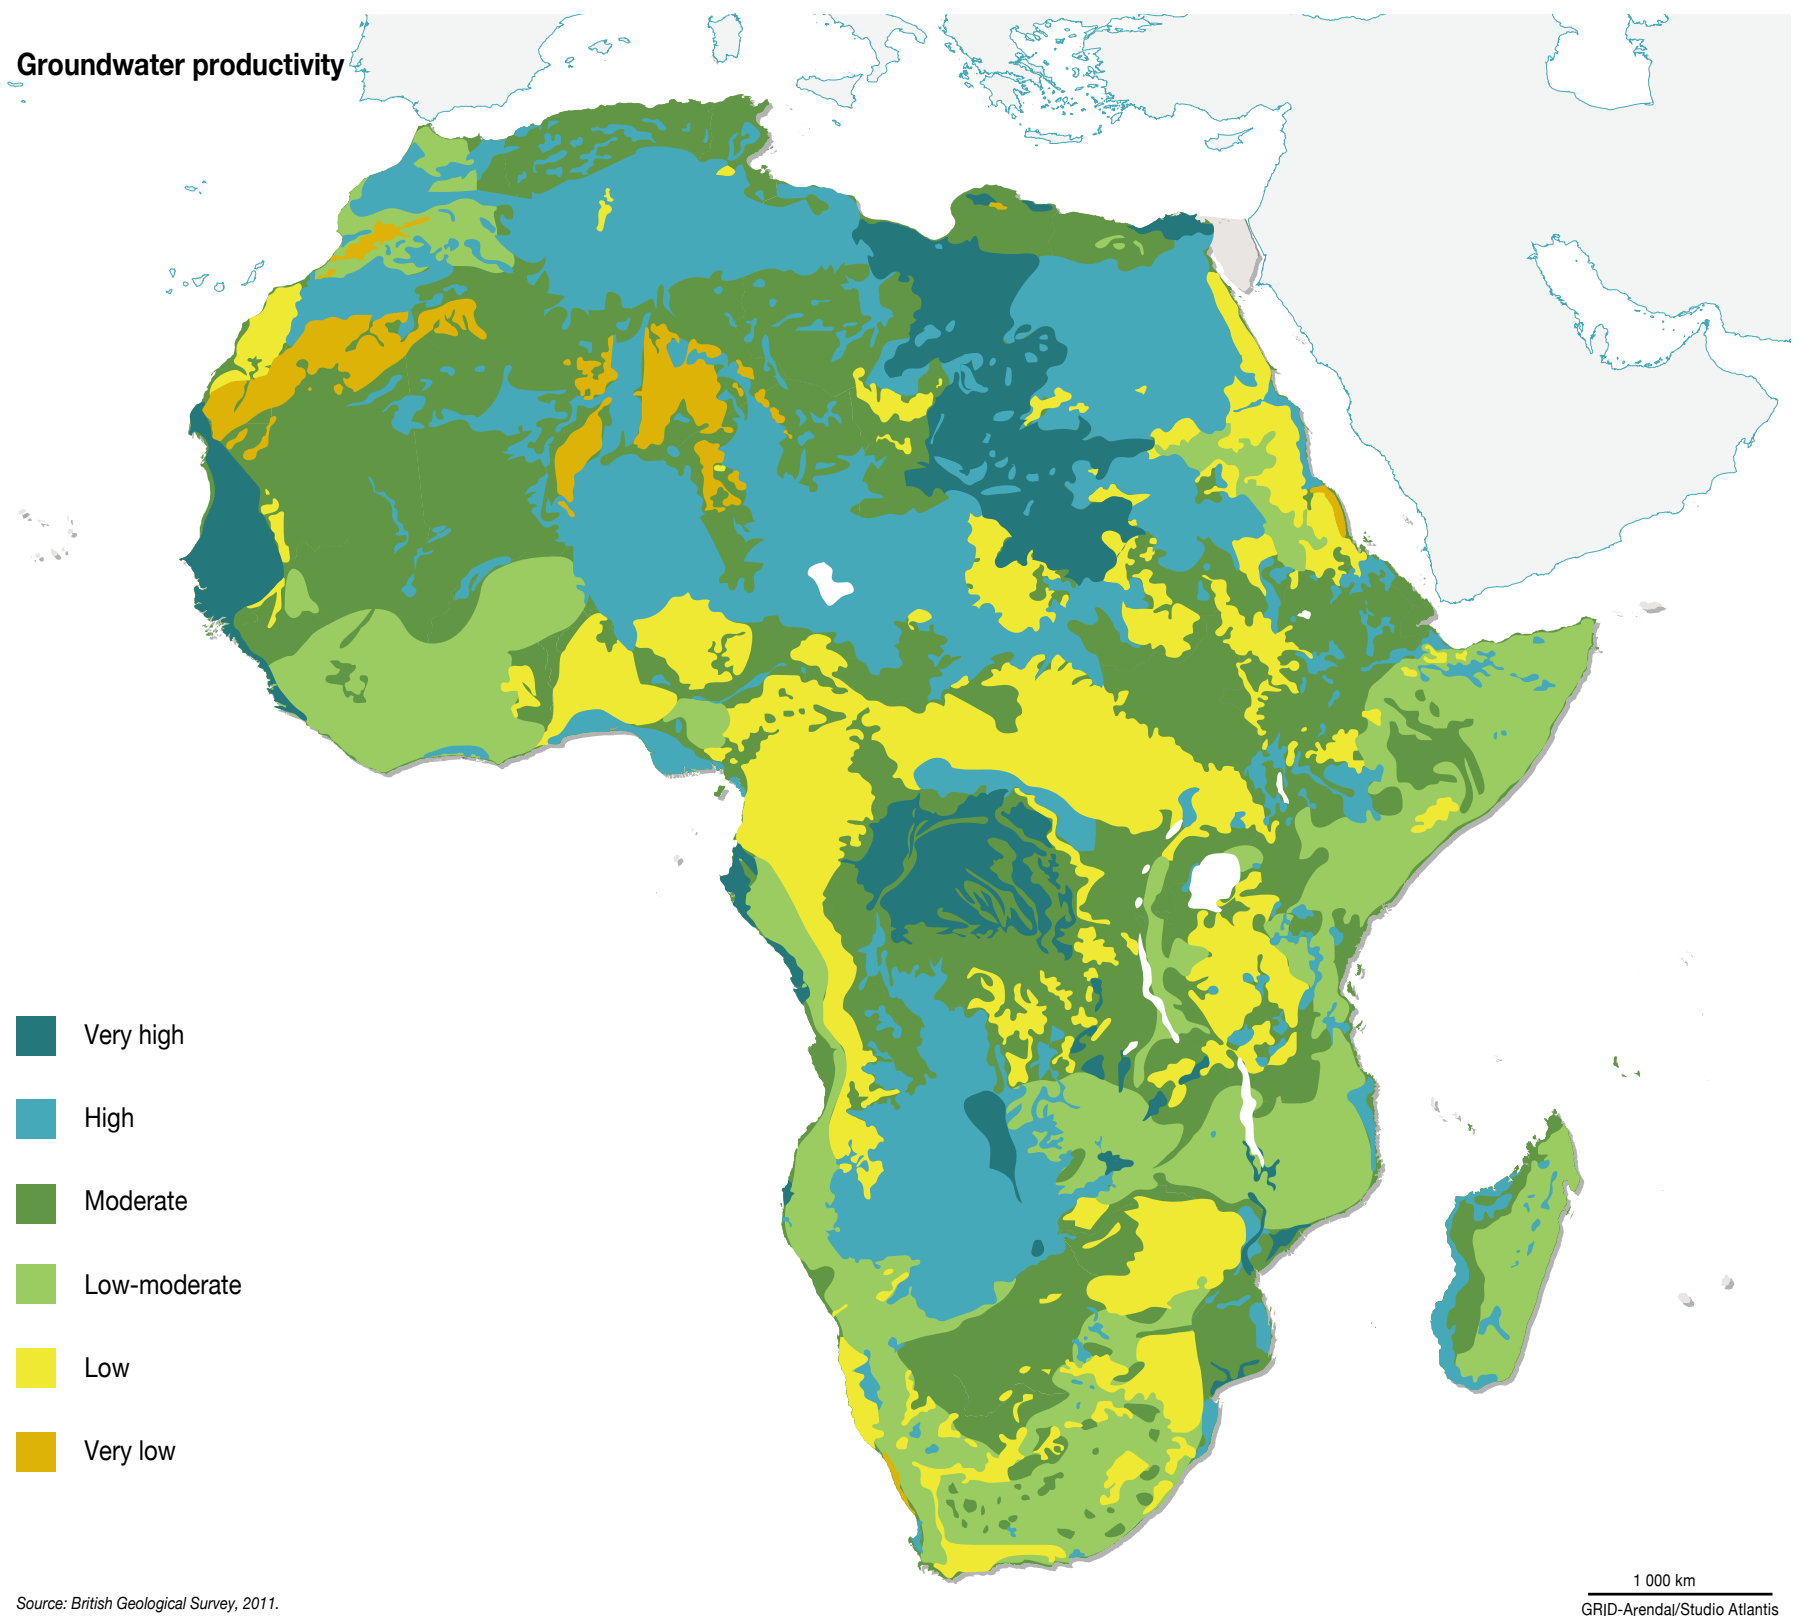 Groundwater productivity
Very high
High
Moderate
Low-moderate
Low
Very low
Source: British Geological Survey, 2011.
1 000 km
GRID-Arendal/Studio Atlantis